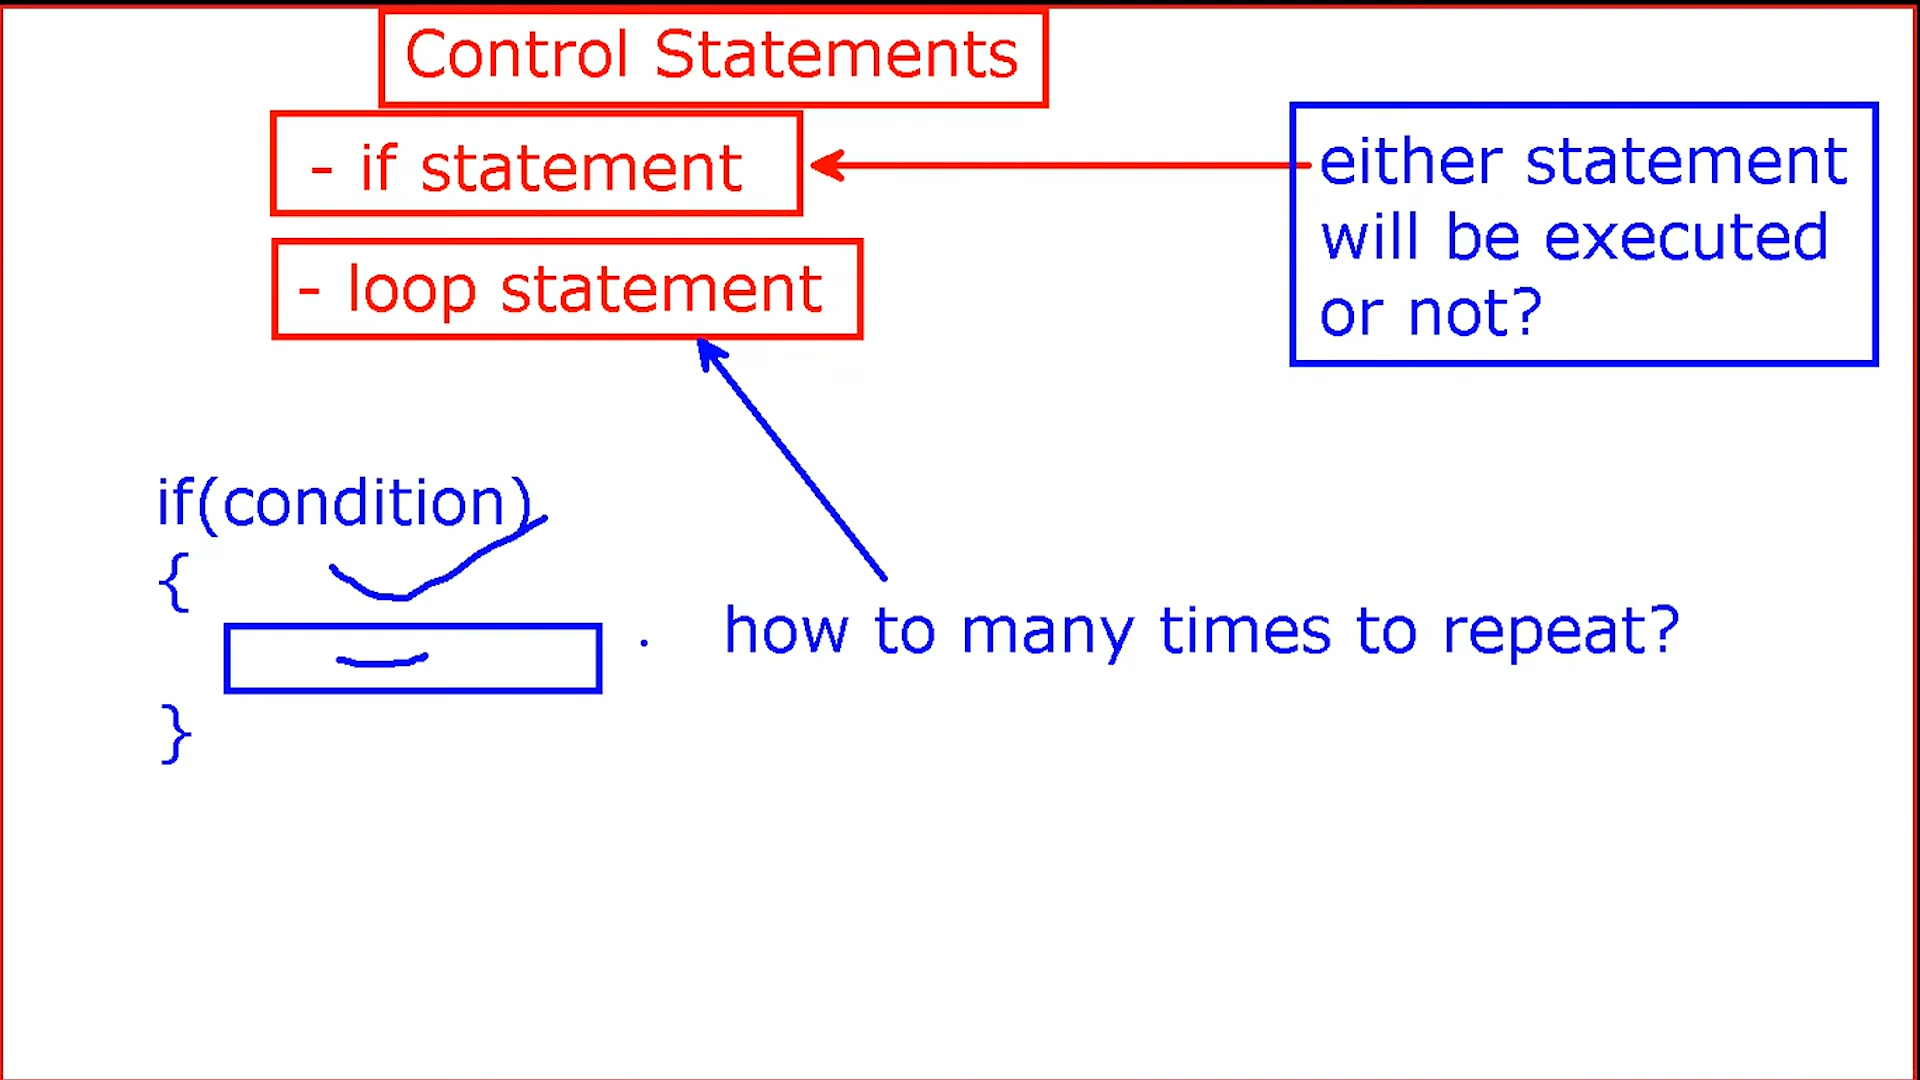 Control Statements
- if statement
- loop statement
either statement
will be executed
or not?
if(condition)
{
}
how to many times to repeat?